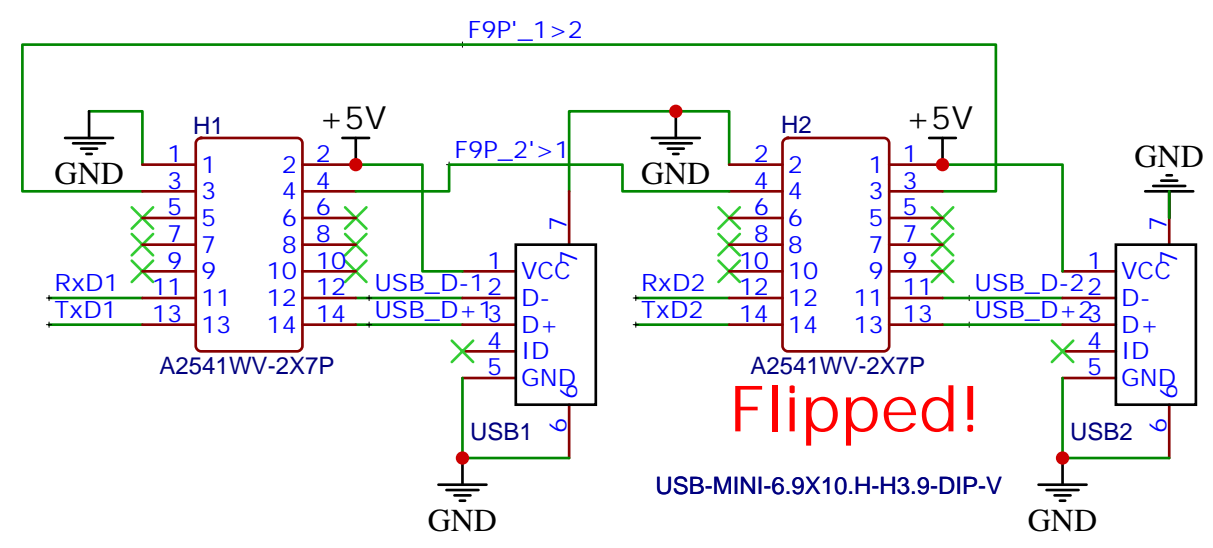 F9P'_1>2
H1
+5V
F9P_2'>1
H2
+5V
GND
GND
GND
1 1 2 2
3 3 4 4
5 5 6 6
7 7 8 8
9 9 10 10
RxD1 11 11 12 12 USB_D-1
TxD1 13 13 14 14 USB_D+1
A2541WV-2X7P
7 7
1 VCC
2 D-
3 D+
4 ID
5 GND
6 6
USB1
GND
2 2 1 1
4 4 3 3
6 6 5 5
8 8 7 7
10 10 9 9
RxD2 12 12 11 11 USB_D-2
TxD2 14 14 13 13 USB_D+2
A2541WV-2X7P
Flipped!
7 7
1 VCC
2 D-
3 D+
4 ID
5 GND
6 6
USB2
USB-MINI-6.9X10.H-H3.9-DIP-V
GND